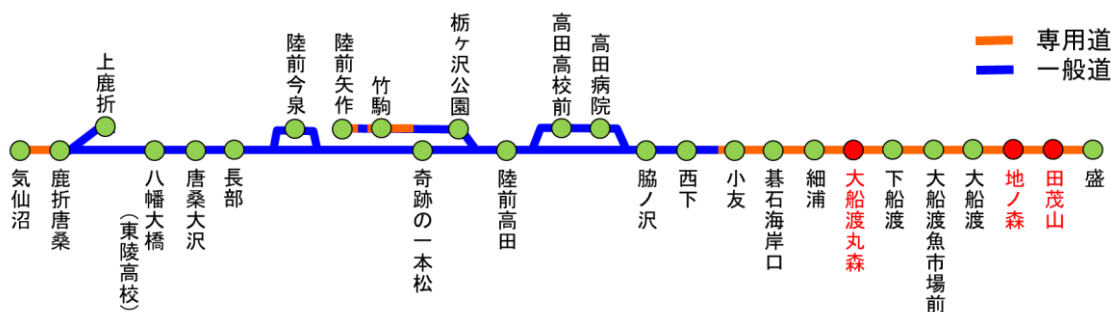 専用道
一般道
上鹿折
陸前今泉
陸前矢作
竹駒
栃ヶ沢公園
高田高校前
高田病院
気仙沼
鹿折唐桑
八幡大橋
(東陵高校)
唐桑大沢
長部
奇跡の一本松
陸前高田
脇ノ沢
西下
小友
碁石海岸口
細浦
大船渡丸森
下船渡
大船渡魚市場前
大船渡
地ノ森
田茂山
盛